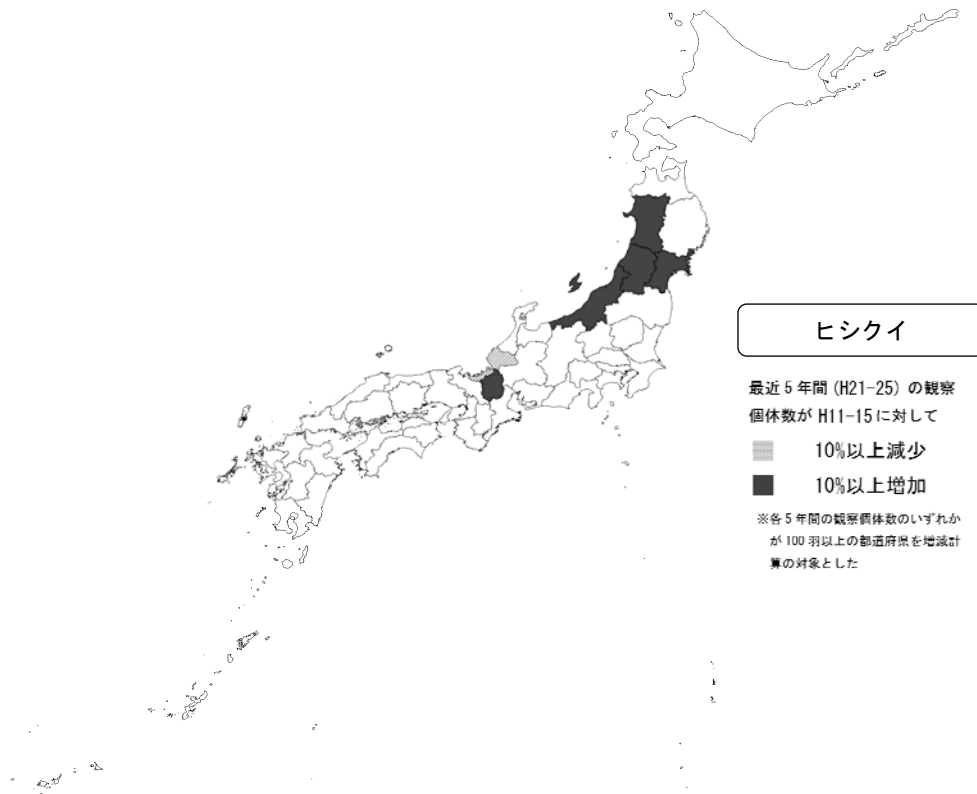 ヒシクイ
最近5年間(H21-25)の観察
個体数がH11-15に対して
10%以上減少
10%以上増加
※各5年間の観察個体数のいずれか
が100羽以上の都道府県を増減計
算の対象とした